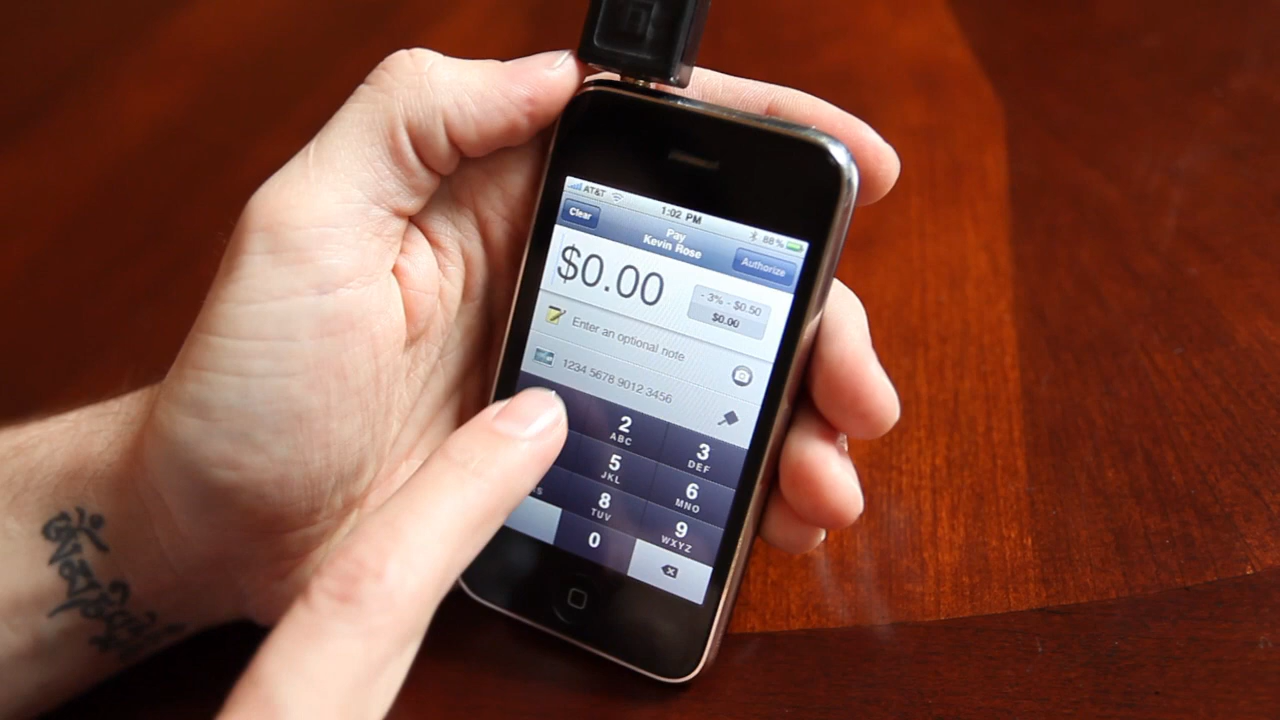 AT&T
1:02 PM
88%
Clear
Pay
Kevin Rose
Authorize
$0.00
- 3% - $0.50
$0.00
Enter an optional note
1234 5678 9012 3456
2
ABC
3
DEF
5
JKL
6
MNO
8
TUV
9
WXYZ
0